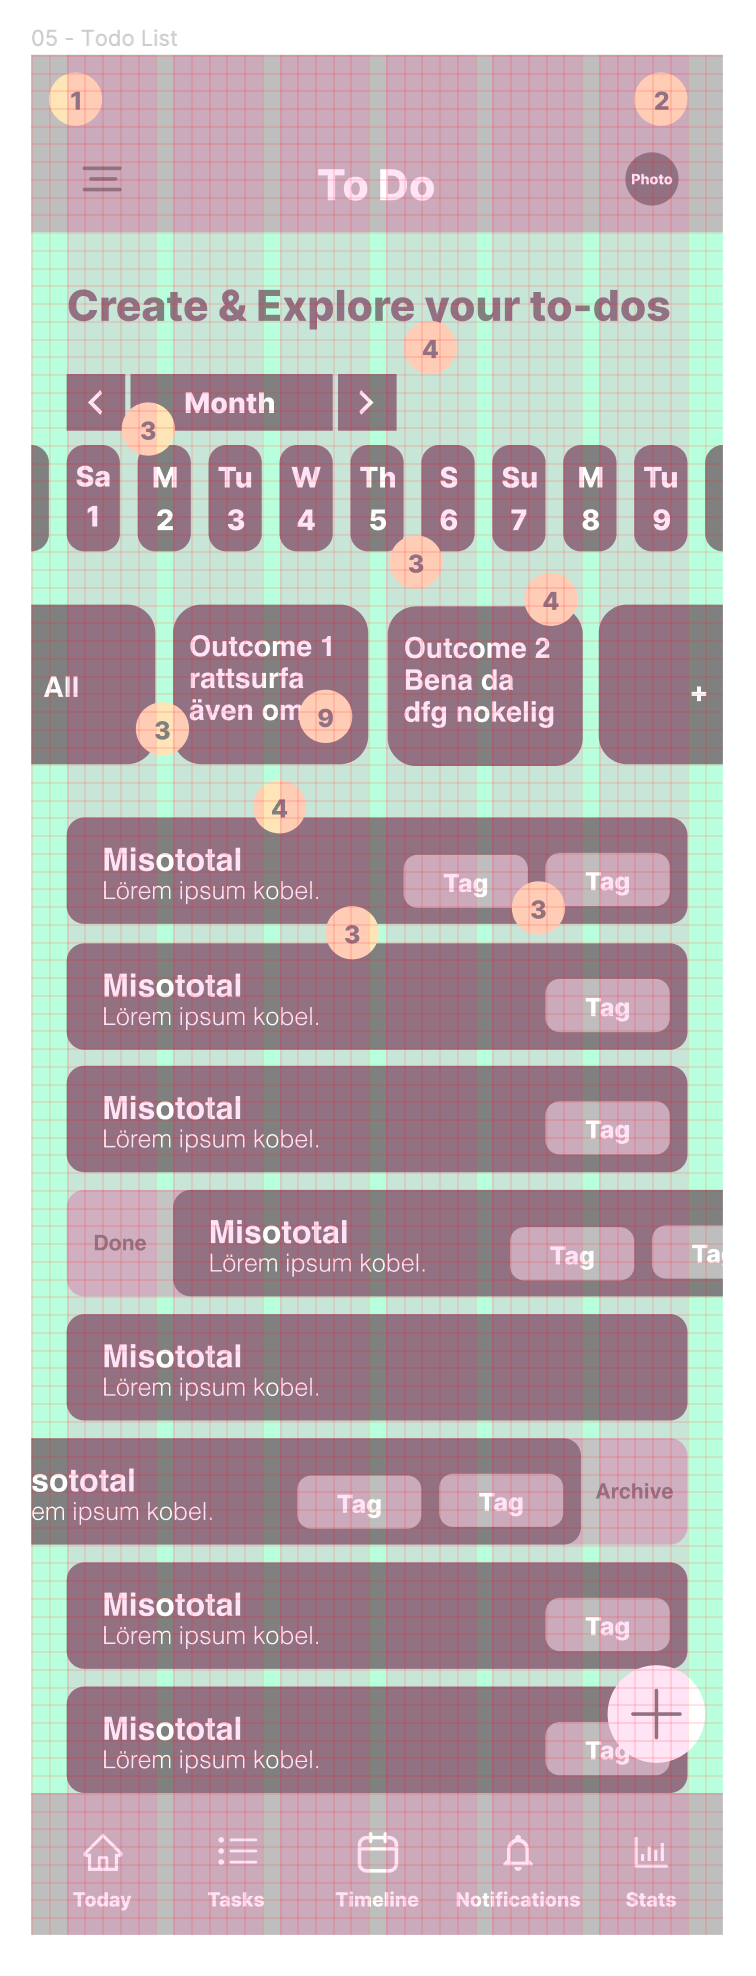 05 - Todo List
1
2
To Do
Photo
Create & Explore your to-dos
4
Month
3
Sa M Tu W Th S Su M Tu
1 2 3 4 5 6 7 8 9
3
4
All
Outcome 1
rattsurfa
även om
9
Outcome 2
Bena da
dfg nokelig
+
3
4
Misototal
Lörem ipsum kobel.
Tag
Tag
3
3
Misototal
Lörem ipsum kobel.
Tag
Misototal
Lörem ipsum kobel.
Tag
Done
Misototal
Lörem ipsum kobel.
Tag
Ta
Misototal
Lörem ipsum kobel.
sototal
em ipsum kobel.
Tag
Tag
Archive
Misototal
Lörem ipsum kobel.
Tag
Misototal
Lörem ipsum kobel.
Tag
Today
Tasks
Timeline
Notifications
Stats